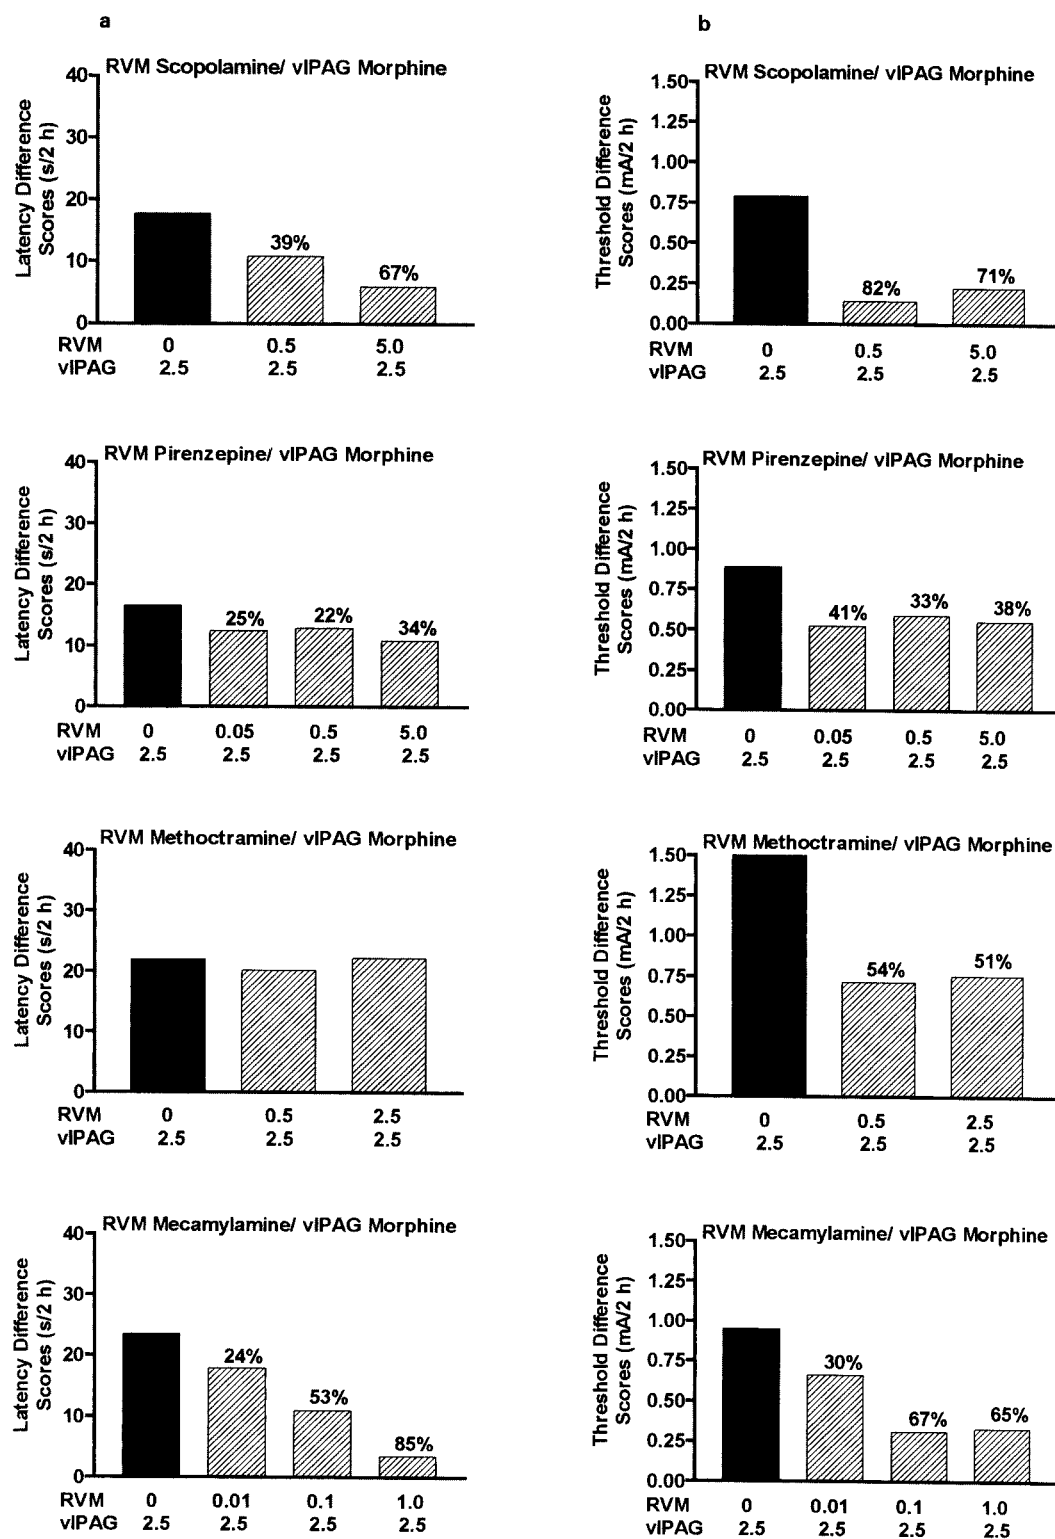 a
RVM Scopolamine/ vlPAG Morphine
Latency Difference
Scores (s/2 h)
40
30
20
10
0
39%
67%
RVM 0 0.5 5.0
vlPAG 2.5 2.5 2.5
RVM Pirenzepine/ vlPAG Morphine
Latency Difference
Scores (s/2 h)
40
30
20
10
0
25% 22% 34%
RVM 0 0.05 0.5 5.0
vlPAG 2.5 2.5 2.5 2.5
RVM Methoctramine/ vlPAG Morphine
Latency Difference
Scores (s/2 h)
40
30
20
10
0
RVM 0 0.5 2.5
vlPAG 2.5 2.5 2.5
RVM Mecamylamine/ vlPAG Morphine
Latency Difference
Scores (s/2 h)
40
30
20
10
0
24%
53%
85%
RVM 0 0.01 0.1 1.0
vlPAG 2.5 2.5 2.5 2.5
b
RVM Scopolamine/ vlPAG Morphine
Threshold Difference
Scores (mA/2 h)
1.50
1.25
1.00
0.75
0.50
0.25
0.00
82%
71%
RVM 0 0.5 5.0
vlPAG 2.5 2.5 2.5
RVM Pirenzepine/ vlPAG Morphine
Threshold Difference
Scores (mA/2 h)
1.50
1.25
1.00
0.75
0.50
0.25
0.00
41% 33% 38%
RVM 0 0.05 0.5 5.0
vlPAG 2.5 2.5 2.5 2.5
RVM Methoctramine/ vlPAG Morphine
Threshold Difference
Scores (mA/2 h)
1.50
1.25
1.00
0.75
0.50
0.25
0.00
54% 51%
RVM 0 0.5 2.5
vlPAG 2.5 2.5 2.5
RVM Mecamylamine/ vlPAG Morphine
Threshold Difference
Scores (mA/2 h)
1.50
1.25
1.00
0.75
0.50
0.25
0.00
30%
67% 65%
RVM 0 0.01 0.1 1.0
vlPAG 2.5 2.5 2.5 2.5